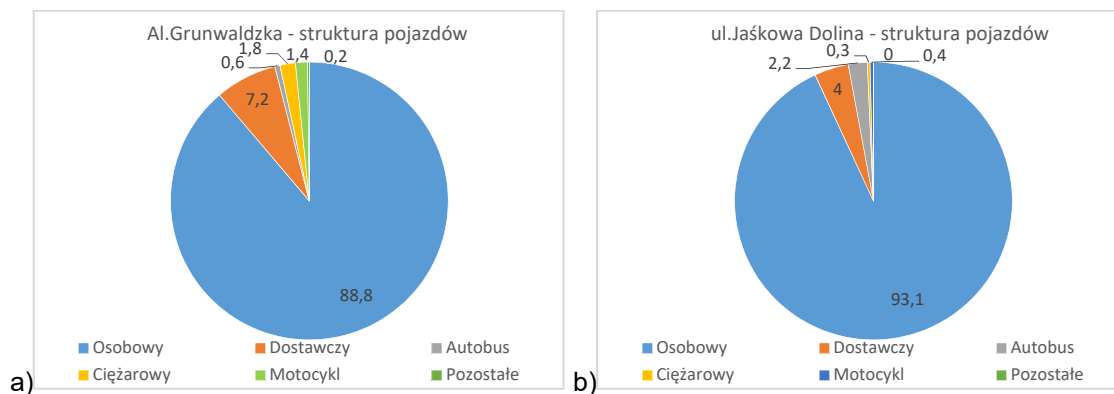 Al.Grunwaldzka - struktura pojazdów
1,8 1,4 0,2
0,6
7,2
88,8
Osobowy Dostawczy Autobus
Ciężarowy Motocykl Pozostałe
a)
ul.Jaśkowa Dolina - struktura pojazdów
0,3 0 0,4
2,2
4
93,1
Osobowy Dostawczy Autobus
Ciężarowy Motocykl Pozostałe
b)